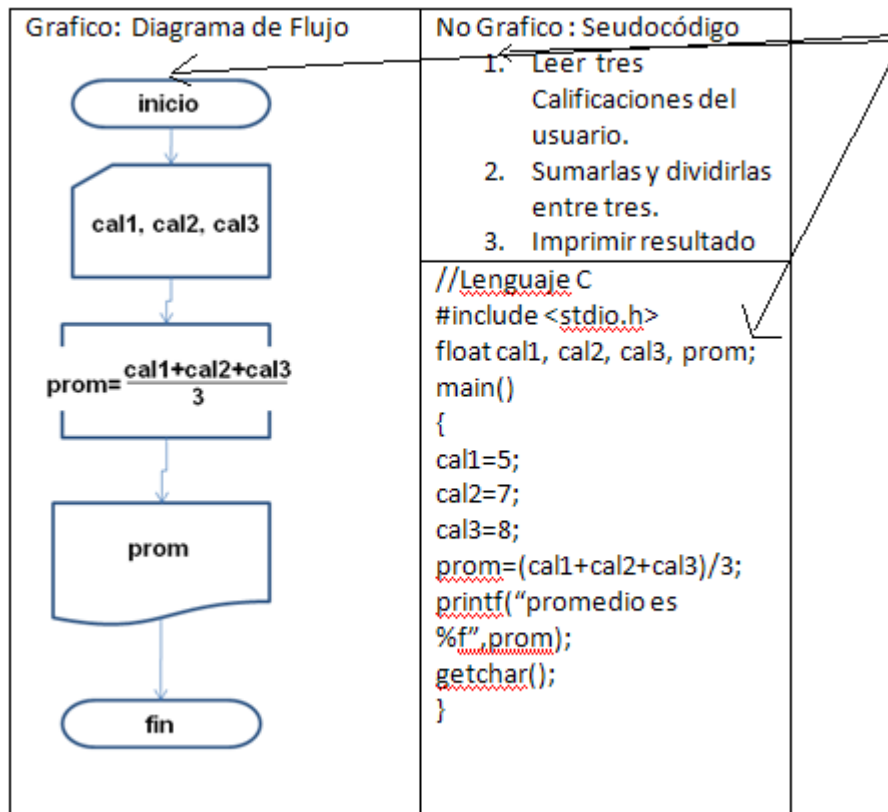 Grafico: Diagrama de Flujo
inicio
cal1, cal2, cal3
prom= cal1+cal2+cal3
3
prom
fin
No Grafico : Seudocódigo
1. Leer tres
Calificaciones del
usuario.
2. Sumarlas y dividirlas
entre tres.
3. Imprimir resultado
//Lenguaje C
#include <stdio.h>
float cal1, cal2, cal3, prom;
main()
{
cal1=5;
cal2=7;
cal3=8;
prom=(cal1+cal2+cal3)/3;
printf(“promedio es
%f”,prom);
getchar();
}